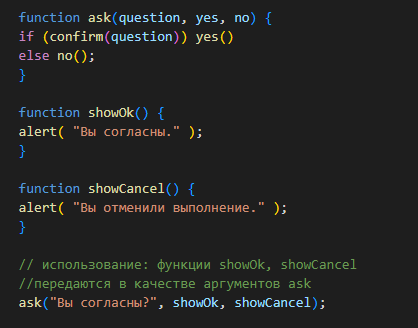 function ask(question, yes, no) {
if (confirm(question)) yes()
else no();
}
function showOk() {
alert( "Вы согласны." );
}
function showCancel() {
alert( "Вы отменили выполнение." );
}
// использование: функции showOk, showCancel
//передаются в качестве аргументов ask
ask("Вы согласны?", showOk, showCancel);